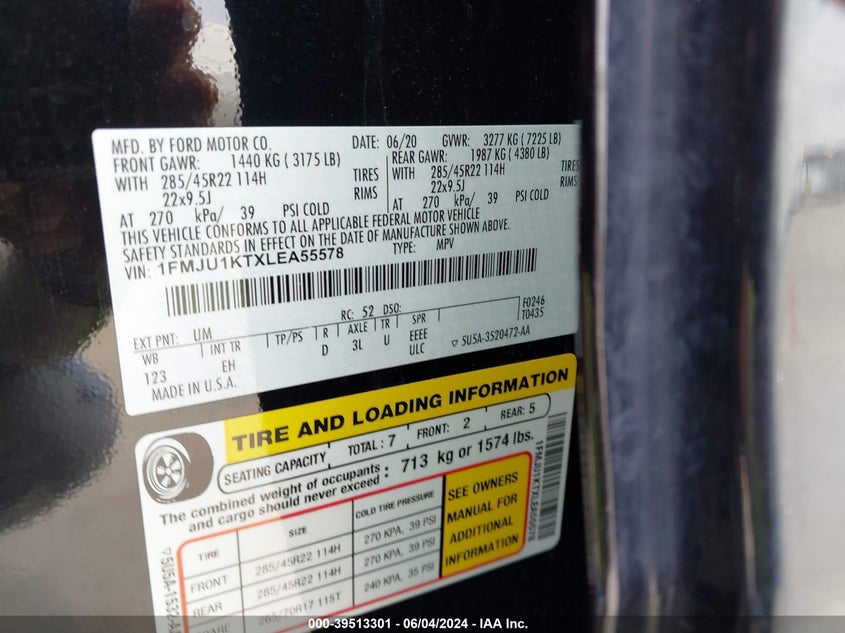 MFD. BY FORD MOTOR CO. DATE: 06/20 GVWR: 3277 KG (7225 LB)
FRONT GAWR: 1440 KG (3175 LB) REAR GAWR: 1987 KG (4380 LB)
WITH 285/45R22 114H TIRES WITH 285/45R22 114H TIRES
22x9.5J RIMS 22x9.5J RIMS
AT 270 kPa/ 39 PSI COLD AT 270 kPa/ 39 PSI COLD
THIS VEHICLE CONFORMS TO ALL APPLICABLE FEDERAL MOTOR VEHICLE
SAFETY STANDARDS IN EFFECT ON THE DATE OF MANUFACTURE SHOWN ABOVE.
VIN: 1FMJU1KTXLEA55578 TYPE: MPV
EXT PNT: UM RC: 52 DSO: F0246
T0435
WB INT TR TP/PS R AXLE TR SPR
123 EH D 3L U EEEE
ULC
▽ 5U5A-3520472-AA
MADE IN U.S.A.
TIRE AND LOADING INFORMATION
SEATING CAPACITY TOTAL: 7 FRONT: 2 REAR: 5
The combined weight of occupants
and cargo should never exceed : 713 kg or 1574 lbs.
TIRE SIZE COLD TIRE PRESSURE
FRONT 285/45R22 114H 270 KPA, 39 PSI
REAR 285/45R22 114H 270 KPA, 39 PSI
265/70R17 115T 240 KPA, 35 PSI
SEE OWNERS
MANUAL FOR
ADDITIONAL
INFORMATION
1FMJU1KTXLEA55578
000-39513301 - 06/04/2024 - IAA Inc.